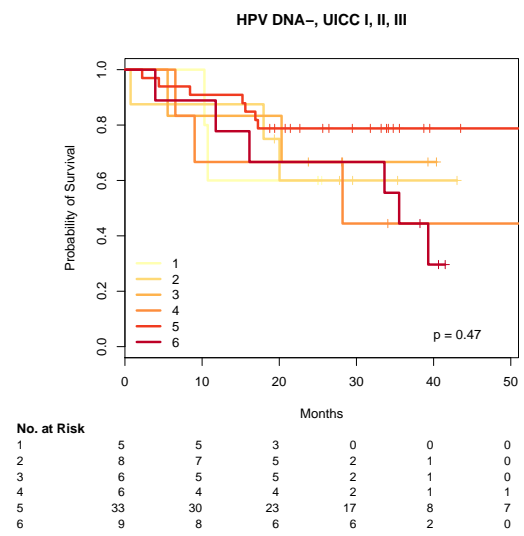 HPV DNA−, UICC I, II, III
Probability of Survival
1.0
0.8
0.6
0.4
0.2
0.0
1
2
3
4
5
6
p = 0.47
0 10 20 30 40 50
Months
No. at Risk
1 5 5 3 0 0 0
2 8 7 5 2 1 0
3 6 5 5 2 1 0
4 6 4 4 2 1 1
5 33 30 23 17 8 7
6 9 8 6 6 2 0